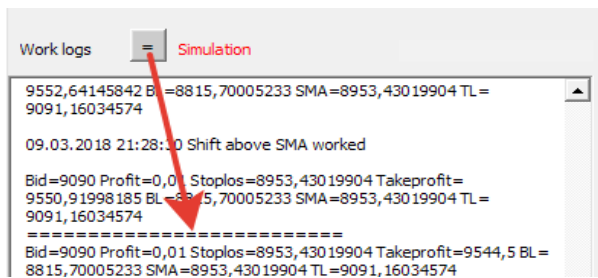 Work logs = Simulation
9552,64145842 BL=8815,70005233 SMA=8953,43019904 TL=
9091,16034574
09.03.2018 21:28:30 Shift above SMA worked
Bid=9090 Profit=0,01 Stoplos=8953,43019904 Takeprofit=
9550,91998185 BL=8815,70005233 SMA=8953,43019904 TL=
9091,16034574
==========================
Bid=9090 Profit=0,01 Stoplos=8953,43019904 Takeprofit=9544,5 BL=
8815,70005233 SMA=8953,43019904 TL=9091,16034574